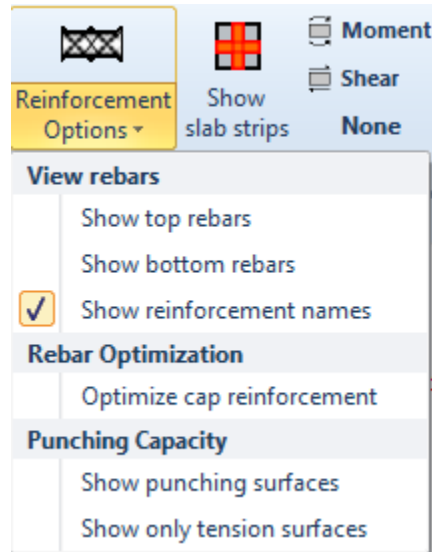 Reinforcement
Options
Show
slab strips
Moment
Shear
None
View rebars
Show top rebars
Show bottom rebars
Show reinforcement names
Rebar Optimization
Optimize cap reinforcement
Punching Capacity
Show punching surfaces
Show only tension surfaces